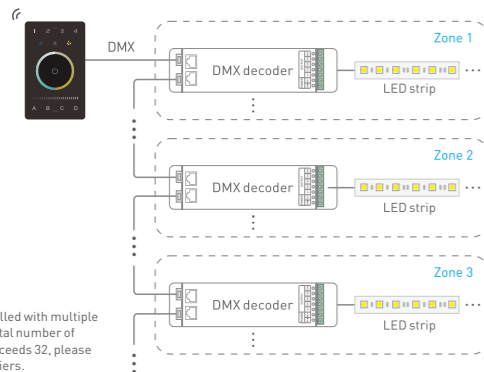 1 2 3 4
A B C D
DMX
Zone 1
DMX decoder
LED strip
Zone 2
DMX decoder
LED strip
Zone 3
DMX decoder
LED strip
lled with multiple
tal number of
ceeds 32, please
iers.